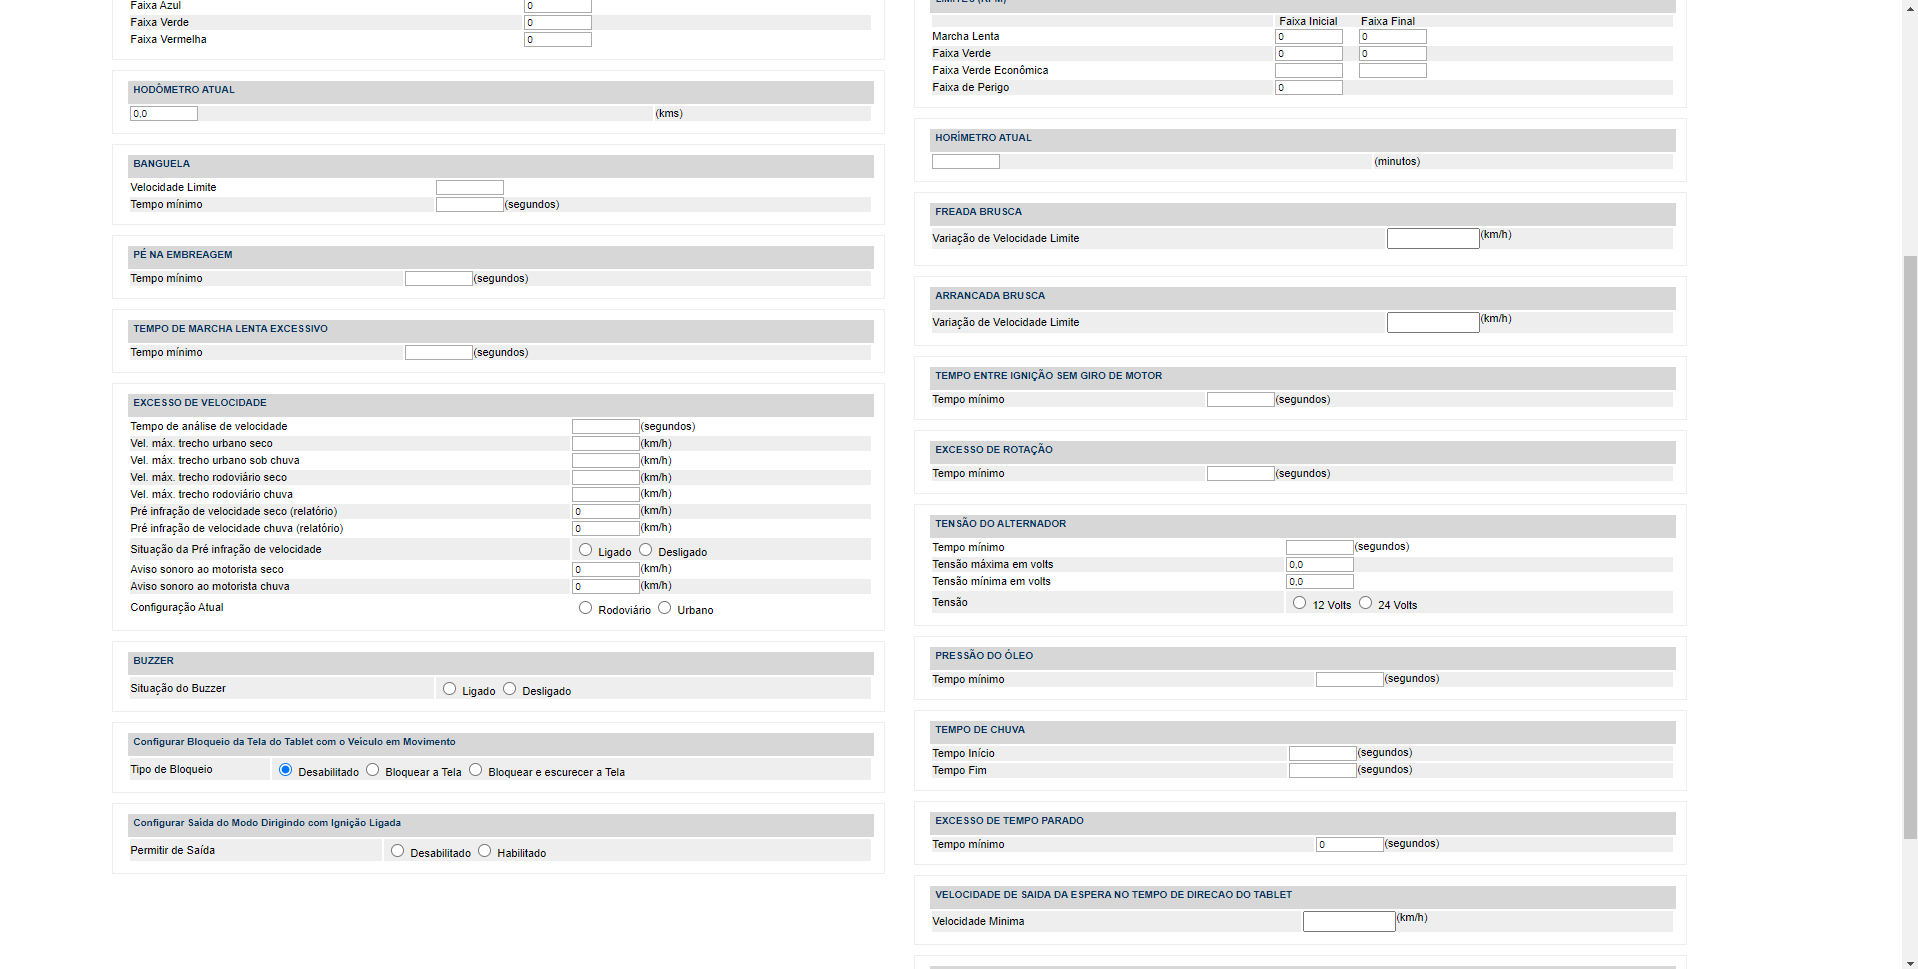 Faixa Azul 0
Faixa Verde 0
Faixa Vermelha 0
HODÔMETRO ATUAL
0,0 (kms)
BANGUELA
Velocidade Limite
Tempo mínimo (segundos)
PÉ NA EMBREAGEM
Tempo mínimo (segundos)
TEMPO DE MARCHA LENTA EXCESSIVO
Tempo mínimo (segundos)
EXCESSO DE VELOCIDADE
Tempo de análise de velocidade (segundos)
Vel. máx. trecho urbano seco (km/h)
Vel. máx. trecho urbano sob chuva (km/h)
Vel. máx. trecho rodoviário seco (km/h)
Vel. máx. trecho rodoviário chuva (km/h)
Pré infração de velocidade seco (relatório) 0 (km/h)
Pré infração de velocidade chuva (relatório) 0 (km/h)
Situação da Pré infração de velocidade Ligado Desligado
Aviso sonoro ao motorista seco 0 (km/h)
Aviso sonoro ao motorista chuva 0 (km/h)
Configuração Atual Rodoviário Urbano
BUZZER
Situação do Buzzer Ligado Desligado
Configurar Bloqueio da Tela do Tablet com o Veículo em Movimento
Tipo de Bloqueio Desabilitado Bloquear a Tela Bloquear e escurecer a Tela
Configurar Saída do Modo Dirigindo com Ignição Ligada
Permitir de Saída Desabilitado Habilitado
LIMITES (RPM)
Faixa Inicial Faixa Final
Marcha Lenta 0 0
Faixa Verde 0 0
Faixa Verde Econômica
Faixa de Perigo 0
HORÍMETRO ATUAL
(minutos)
FREADA BRUSCA
Variação de Velocidade Limite (km/h)
ARRANCADA BRUSCA
Variação de Velocidade Limite (km/h)
TEMPO ENTRE IGNIÇÃO SEM GIRO DE MOTOR
Tempo mínimo (segundos)
EXCESSO DE ROTAÇÃO
Tempo mínimo (segundos)
TENSÃO DO ALTERNADOR
Tempo mínimo (segundos)
Tensão máxima em volts 0,0
Tensão mínima em volts 0,0
Tensão 12 Volts 24 Volts
PRESSÃO DO ÓLEO
Tempo mínimo (segundos)
TEMPO DE CHUVA
Tempo Início (segundos)
Tempo Fim (segundos)
EXCESSO DE TEMPO PARADO
Tempo mínimo 0 (segundos)
VELOCIDADE DE SAIDA DA ESPERA NO TEMPO DE DIRECAO DO TABLET
Velocidade Minima (km/h)